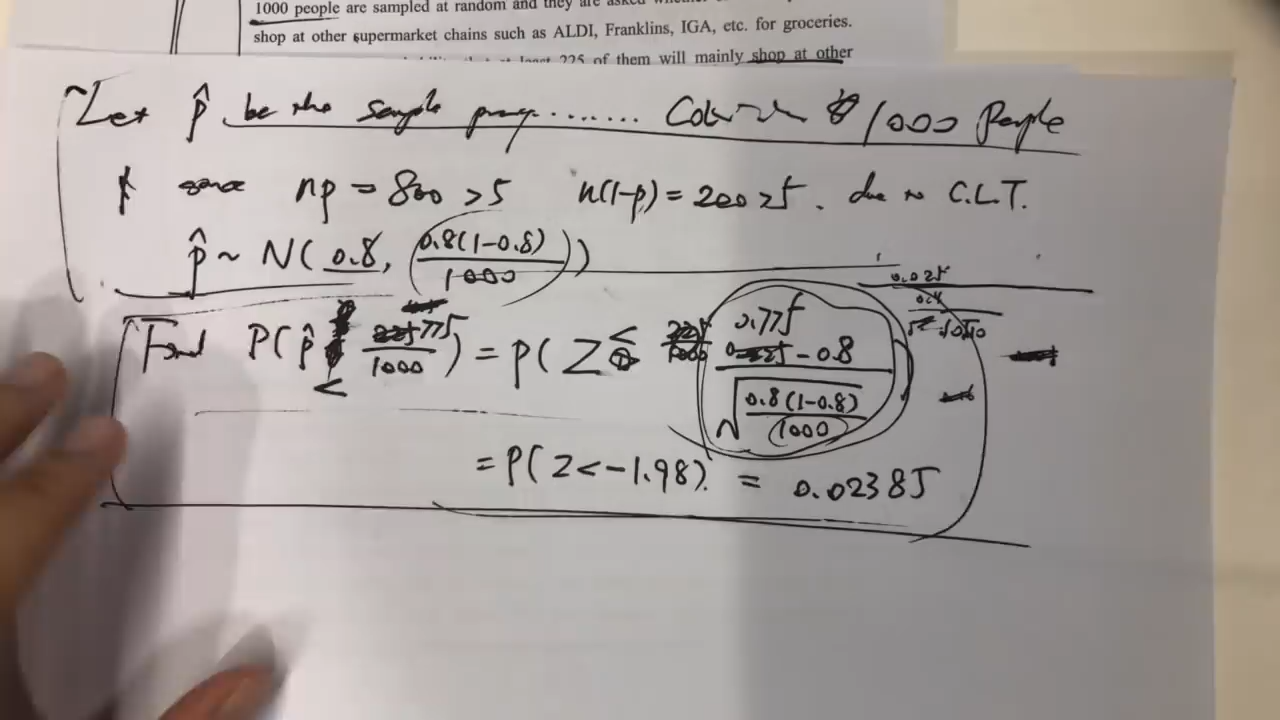 1000 people are sampled at random and they are asked
shop at other supermarket chains such as ALDI, Franklins, IGA, etc. for groceries.
least 225 of them will mainly shop at other
Let p̂ be the sample prop........ 1000 People
since np = 800 > 5 n(1-p) = 200 > 5. due to C.L.T.
p̂ ~ N(0.8, 0.8(1-0.8)/1000))
Find P(p̂ < 775/1000) = P(Z < (0.775 - 0.8)/√(0.8(1-0.8)/1000)
0.025
= P(Z < -1.98). = 0.02385